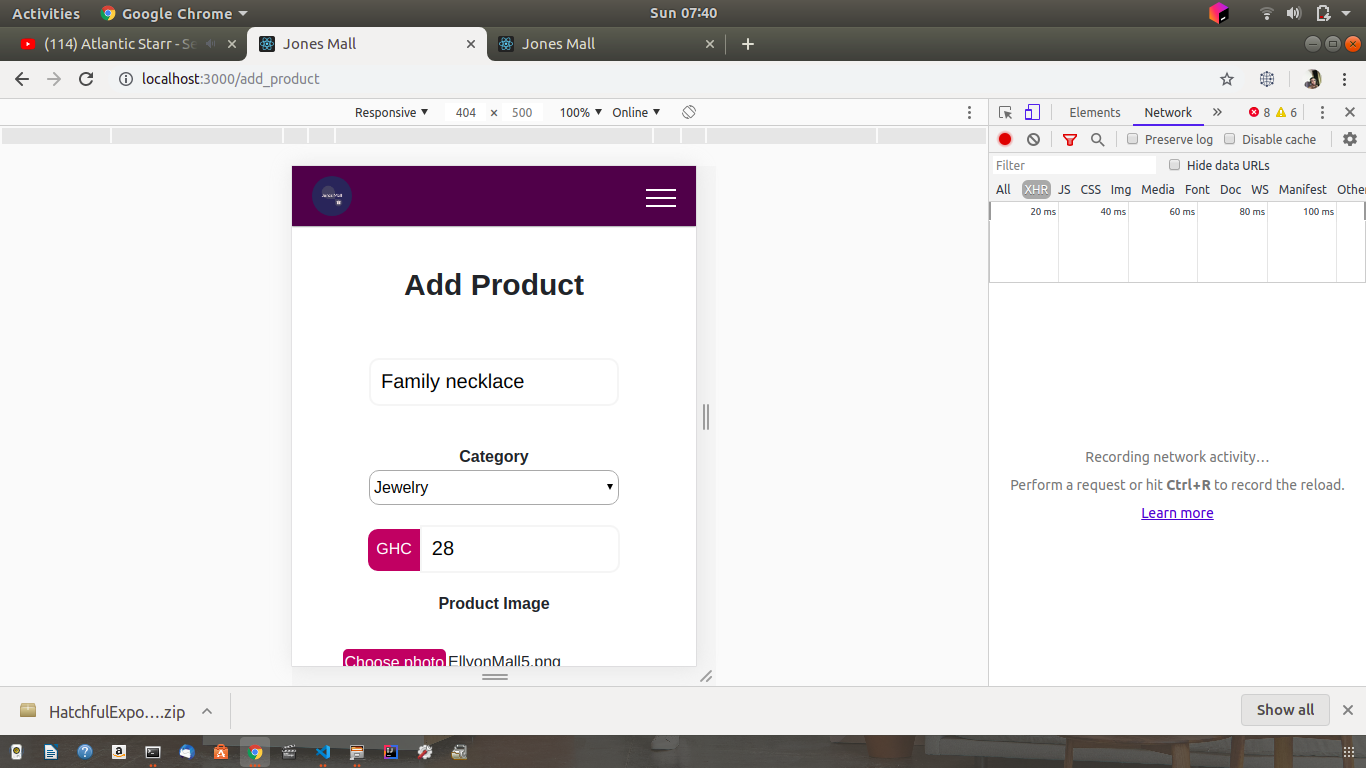 Activities Google Chrome Sun 07:40
(114) Atlantic Starr - Se Jones Mall Jones Mall
localhost:3000/add_product
Responsive 404 × 500 100% Online
Elements Network » 8 6
Preserve log Disable cache
Filter Hide data URLs
All XHR JS CSS Img Media Font Doc WS Manifest Other
20 ms 40 ms 60 ms 80 ms 100 ms
Jones Mall
Add Product
Family necklace
Category
Jewelry
GHC 28
Product Image
Choose photo EllyonMall5.png
Recording network activity…
Perform a request or hit Ctrl+R to record the reload.
Learn more
HatchfulExpo….zip Show all